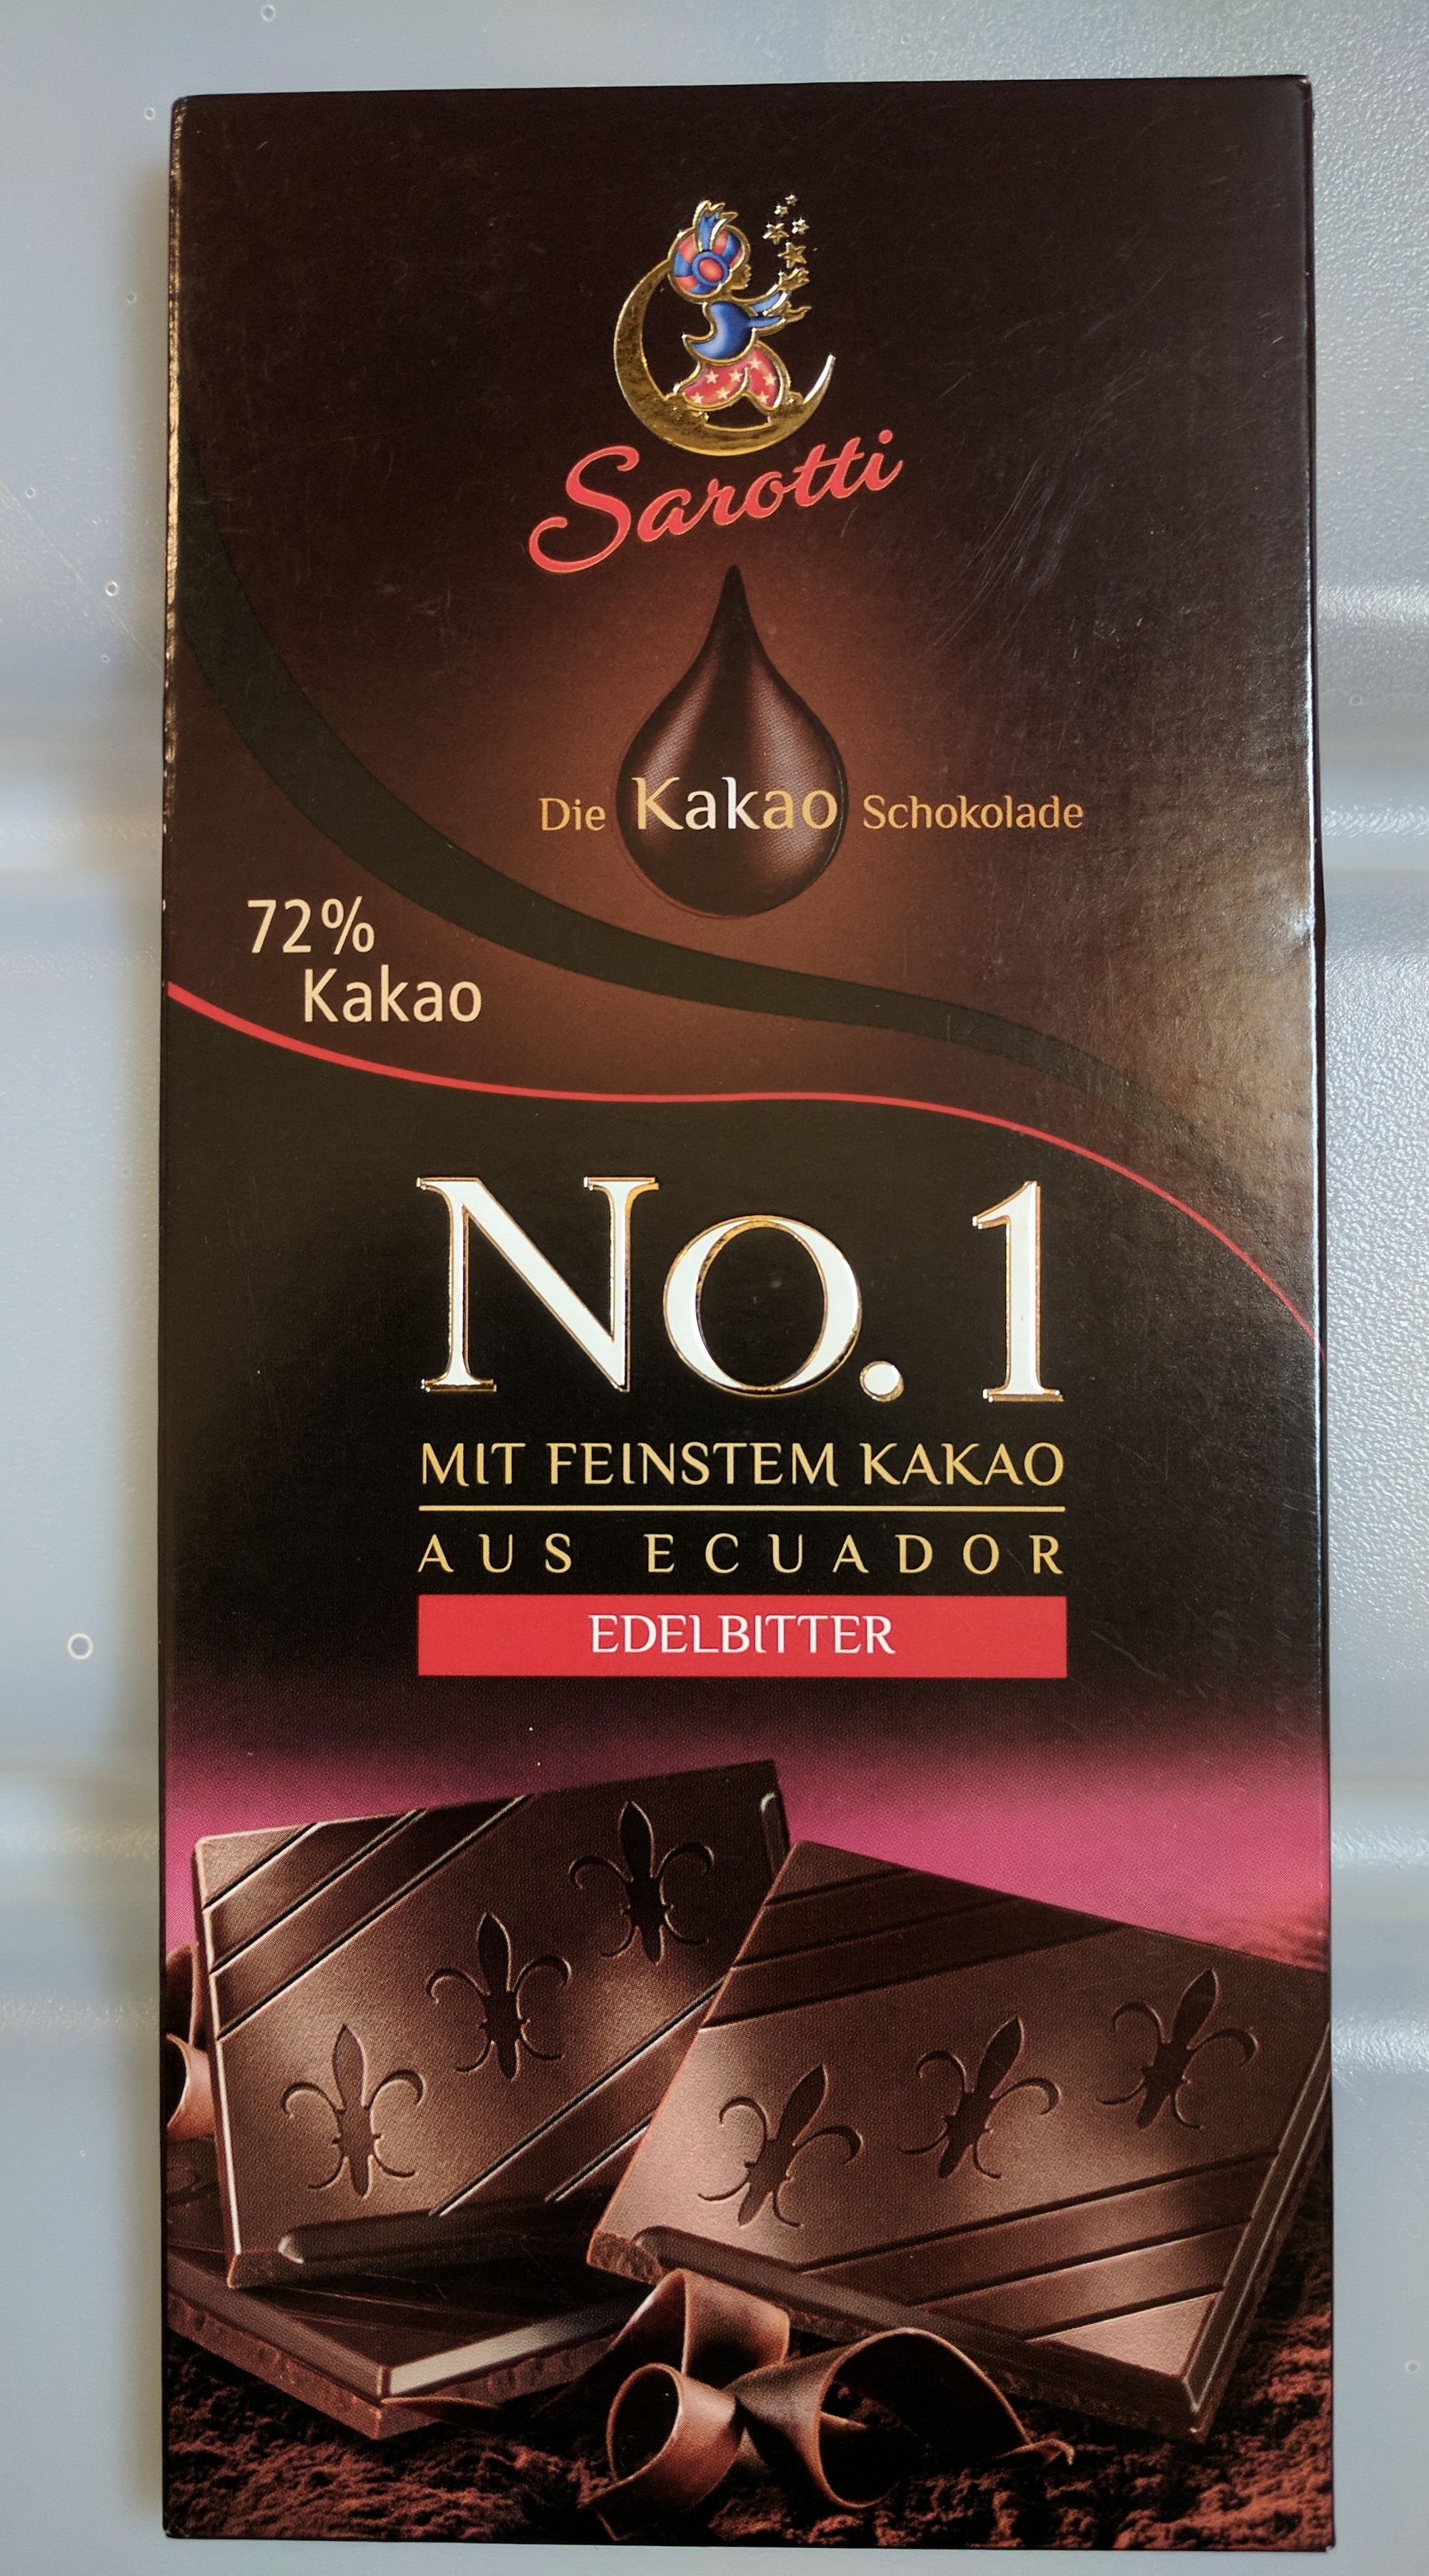 Sarotti
Die Kakao Schokolade
72%
Kakao
No. 1
MIT FEINSTEM KAKAO
AUS ECUADOR
EDELBITTER